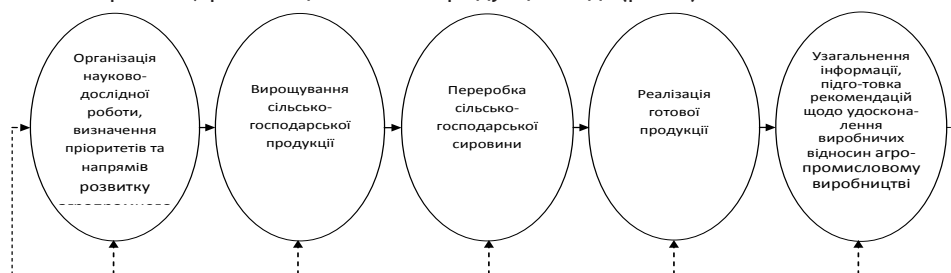 Організація
науково-
дослідної
роботи,
визначення
пріоритетів та
напрямів
розвитку
Вирощування
сільсько-
господарської
продукції
Переробка
сільсько-
господарської
сировини
Реалізація
готової
продукції
Узагальнення
інформації,
підго-товка
рекомендацій
щодо удоскона-
лення
виробничих
відносин агро-
промисловому
виробництві